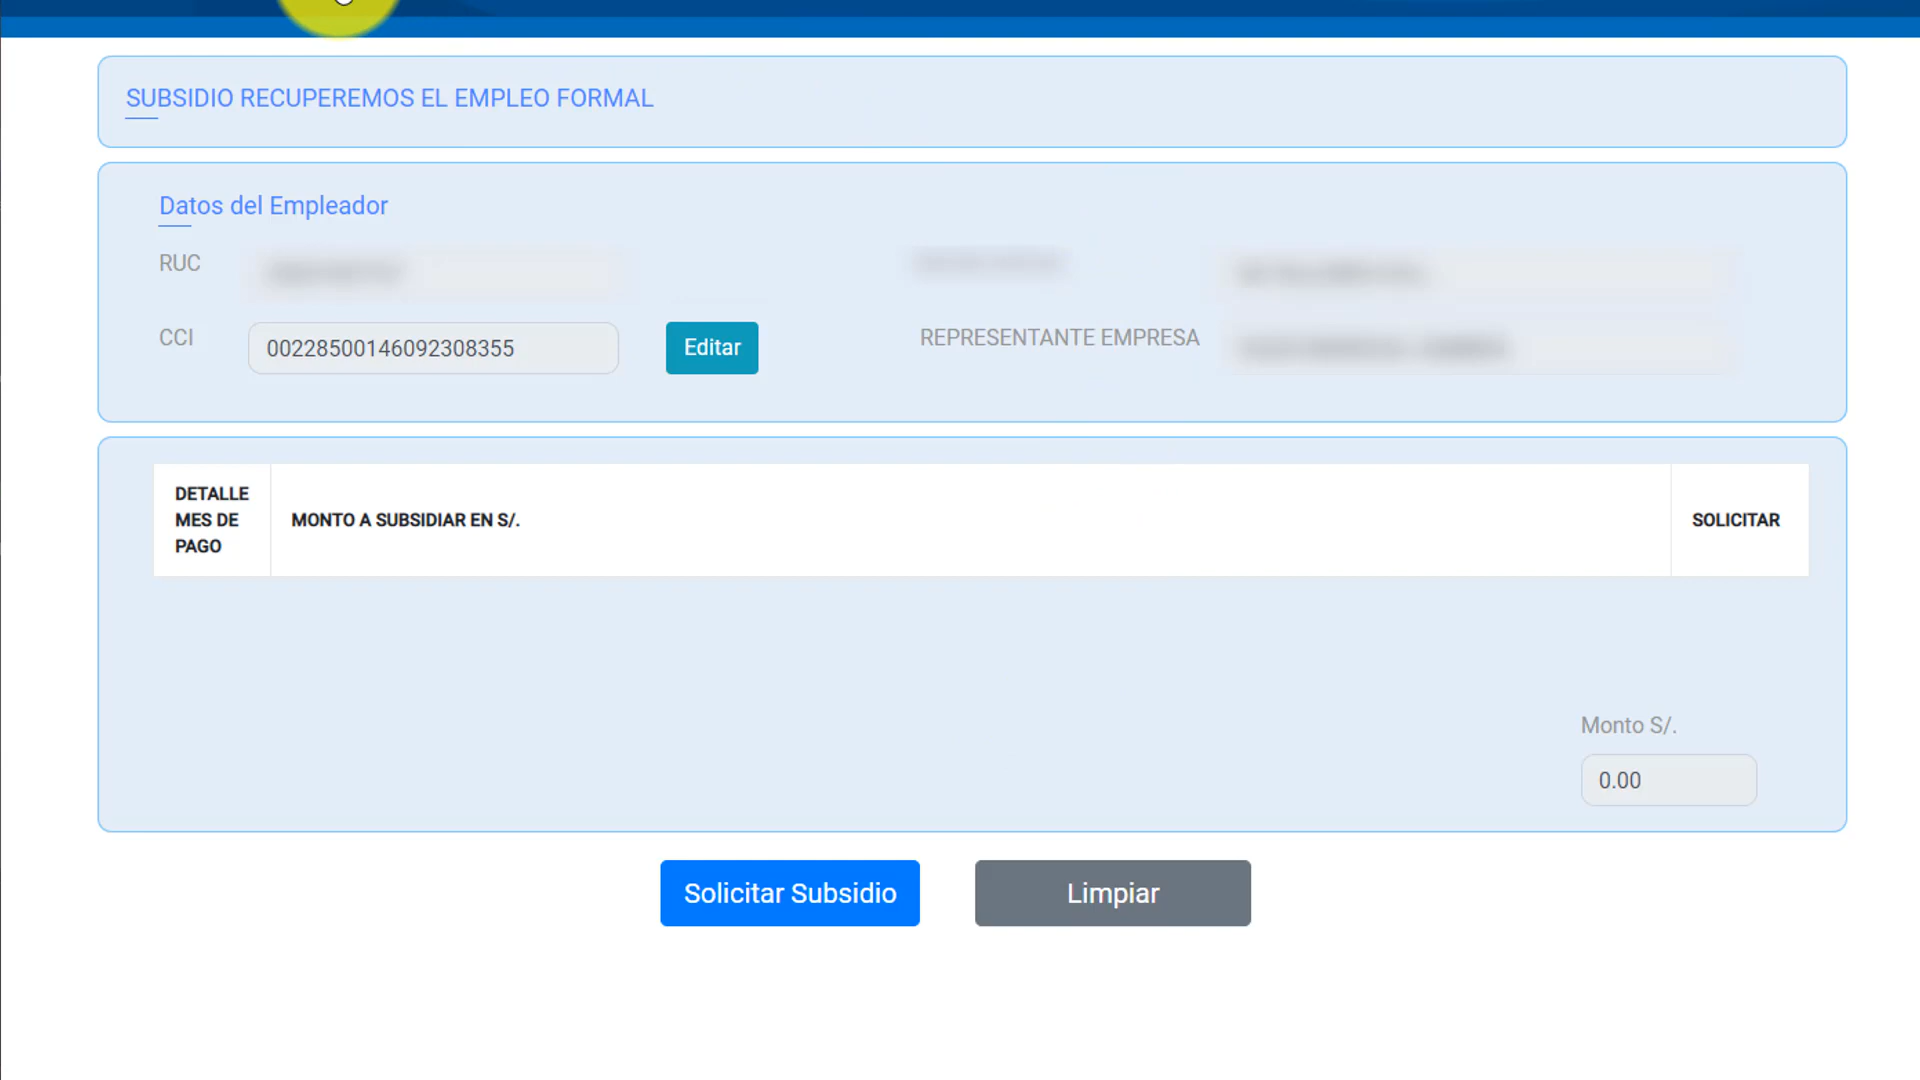 SUBSIDIO RECUPEREMOS EL EMPLEO FORMAL
Datos del Empleador
RUC
CCI
00228500146092308355
Editar
REPRESENTANTE EMPRESA
DETALLE
MES DE
PAGO
MONTO A SUBSIDIAR EN S/.
SOLICITAR
Monto S/.
0.00
Solicitar Subsidio
Limpiar